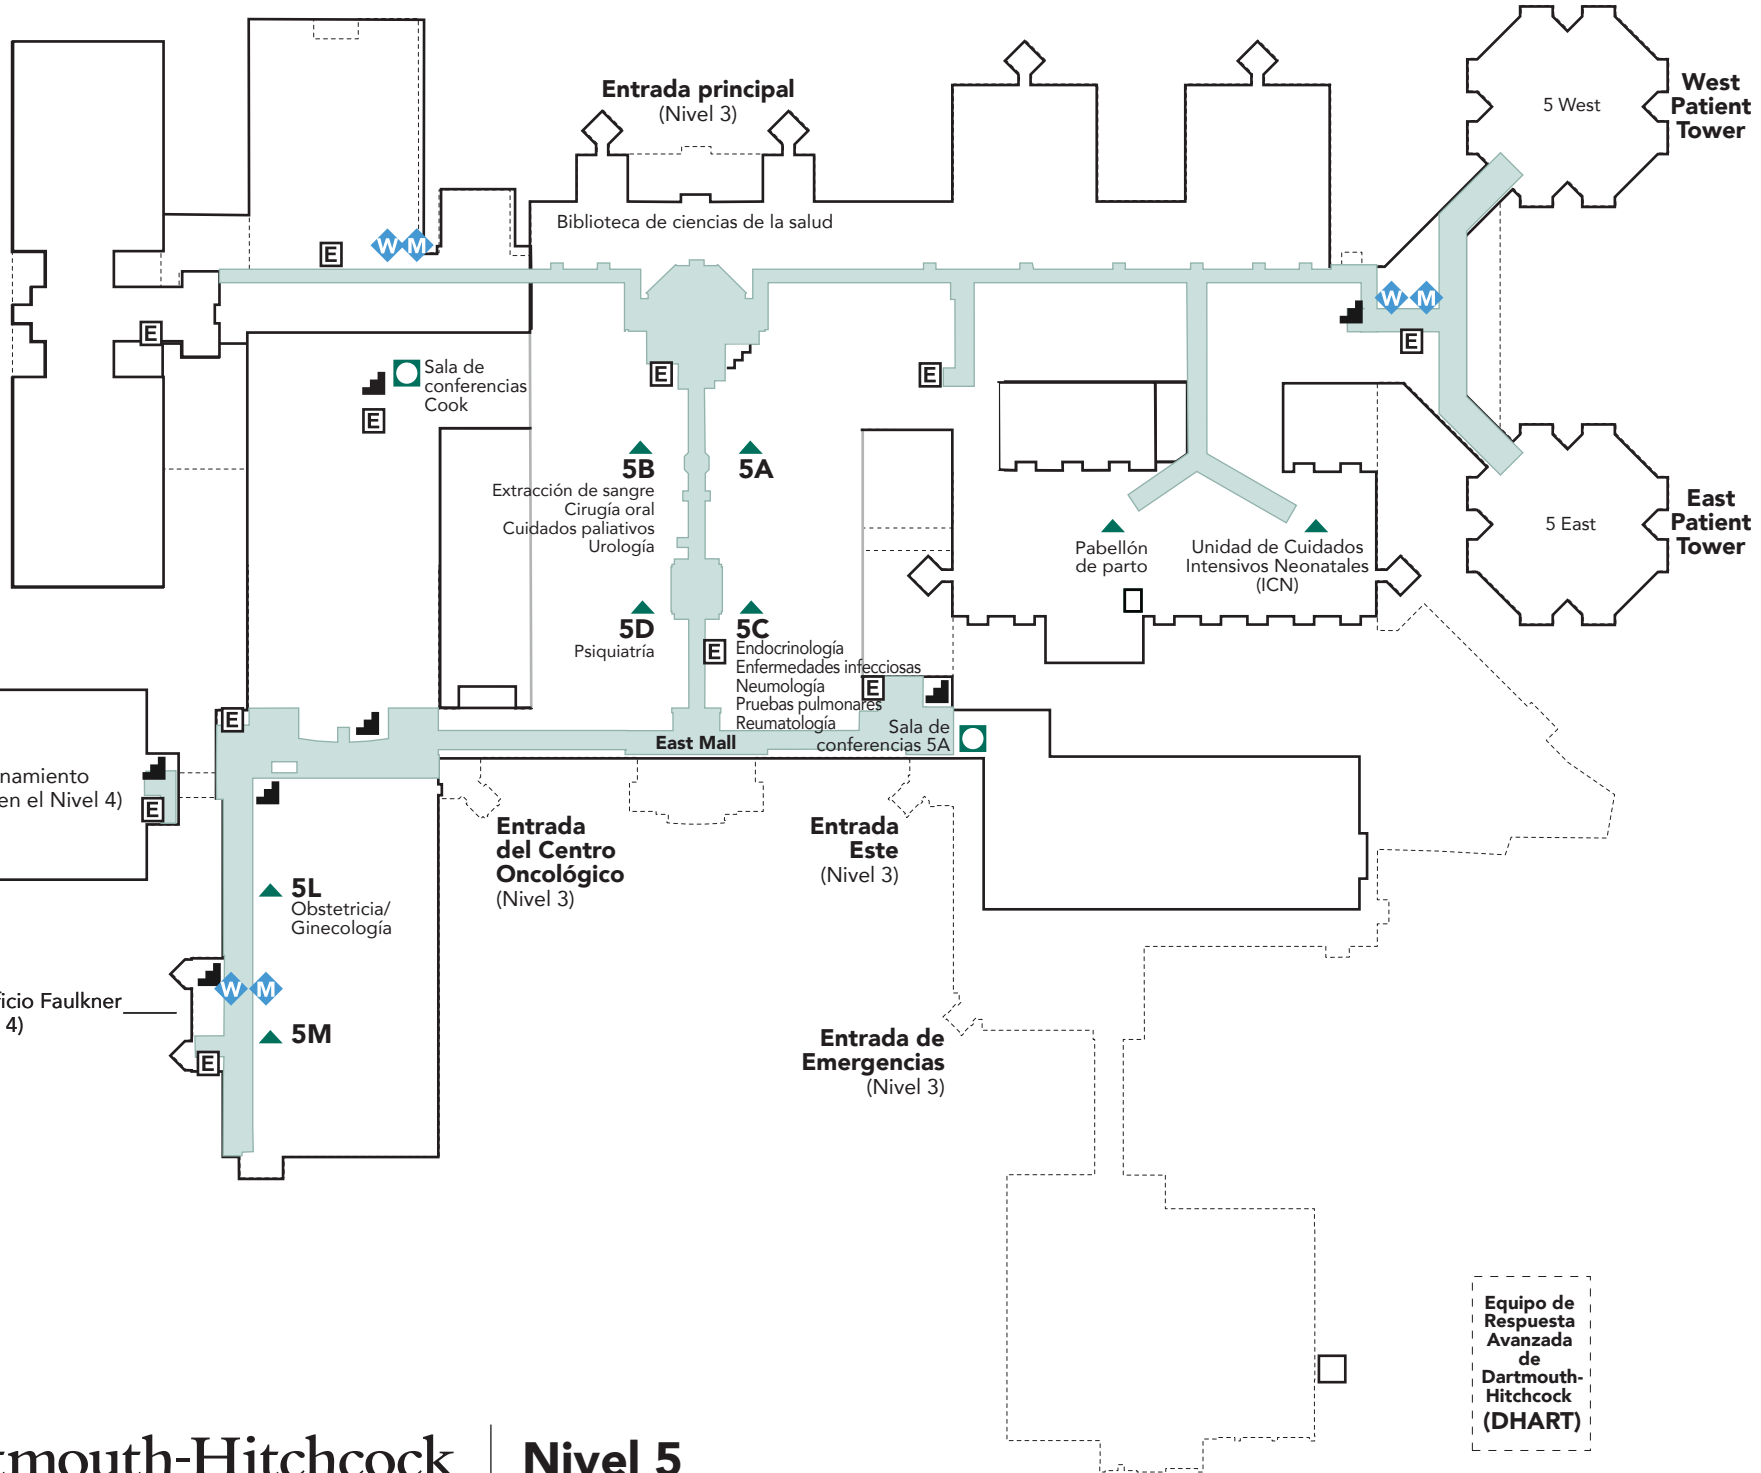 Entrada principal
(Nivel 3)
5 West
West
Patient
Tower
Biblioteca de ciencias de la salud
E
W M
W M
E
E
Sala de
conferencias
Cook
E
E
E
5B
Extracción de sangre
Cirugía oral
Cuidados paliativos
Urología
5A
5 East
East
Patient
Tower
Pabellón
de parto
Unidad de Cuidados
Intensivos Neonatales
(ICN)
5D
Psiquiatría
5C
E
Endocrinología
Enfermedades infecciosas
Neumología
Pruebas pulmonares
Reumatología
E
E
East Mall
Sala de
conferencias 5A
namiento
en el Nivel 4)
E
Entrada
del Centro
Oncológico
(Nivel 3)
Entrada
Este
(Nivel 3)
5L
Obstetricia/
Ginecología
W M
icio Faulkner
4)
5M
E
Entrada de
Emergencias
(Nivel 3)
Equipo de
Respuesta
Avanzada
de
Dartmouth-
Hitchcock
(DHART)
tmouth-Hitchcock
Nivel 5